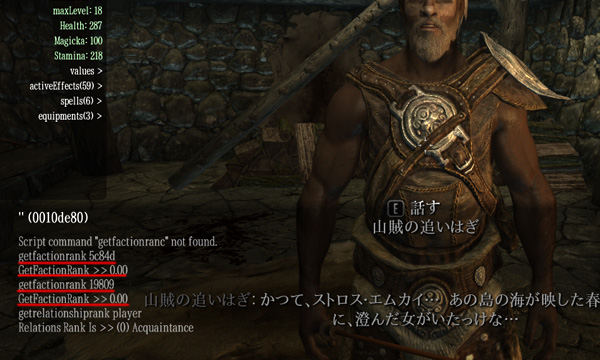 maxLevel: 18
Health: 287
Magicka: 100
Stamina: 218
values >
activeEffects(59) >
spells(6) >
equipments(3) >
E 話す
山賊の追いはぎ
" (0010de80)
Script command "getfactionranc" not found.
getfactionrank 5c84d
GetFactionRank >> 0.00
getfactionrank 19809
GetFactionRank >> 0.00
getrelationshiprank player
Relations Rank Is >> (0) Acquaintance
山賊の追いはぎ: かつて、ストロス・エムカイ… あの島の海が映した春
に、澄んだ女がいたっけな…